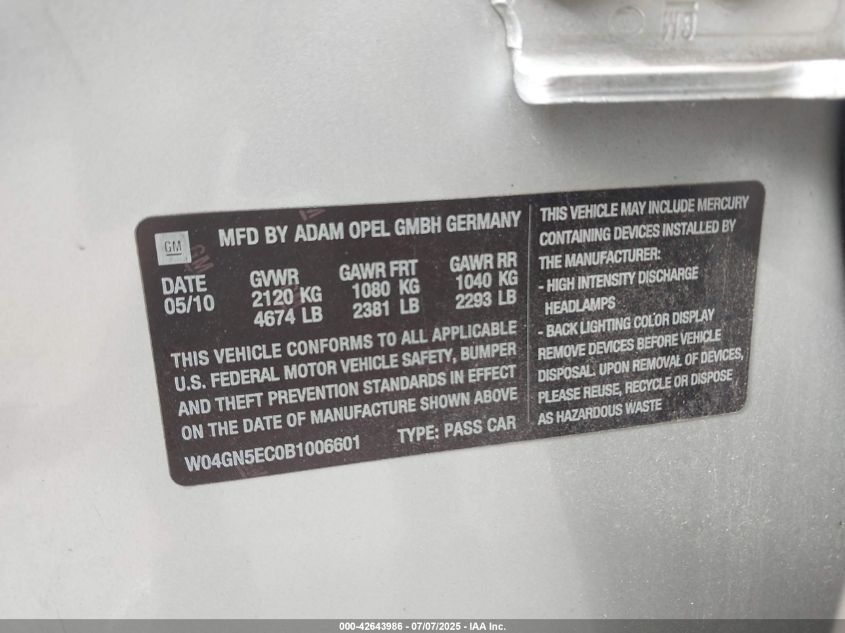 GM
MFD BY ADAM OPEL GMBH GERMANY
DATE GVWR GAWR FRT GAWR RR
05/10 2120 KG 1080 KG 1040 KG
4674 LB 2381 LB 2293 LB
THIS VEHICLE CONFORMS TO ALL APPLICABLE
U.S. FEDERAL MOTOR VEHICLE SAFETY, BUMPER
AND THEFT PREVENTION STANDARDS IN EFFECT
ON THE DATE OF MANUFACTURE SHOWN ABOVE
W04GN5EC0B1006601 TYPE: PASS CAR
THIS VEHICLE MAY INCLUDE MERCURY
CONTAINING DEVICES INSTALLED BY
THE MANUFACTURER:
- HIGH INTENSITY DISCHARGE
HEADLAMPS
- BACK LIGHTING COLOR DISPLAY
REMOVE DEVICES BEFORE VEHICLE
DISPOSAL. UPON REMOVAL OF DEVICES,
PLEASE REUSE, RECYCLE OR DISPOSE
AS HAZARDOUS WASTE
000-42643986 - 07/07/2025 - IAA Inc.